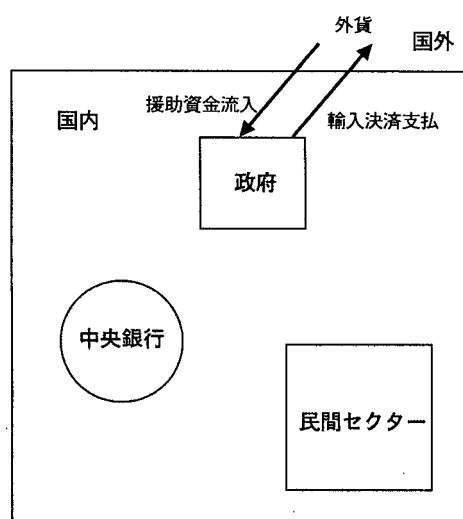 外貨
国外
援助資金流入
国内
輸入決済支払
政府
中央銀行
民間セクター